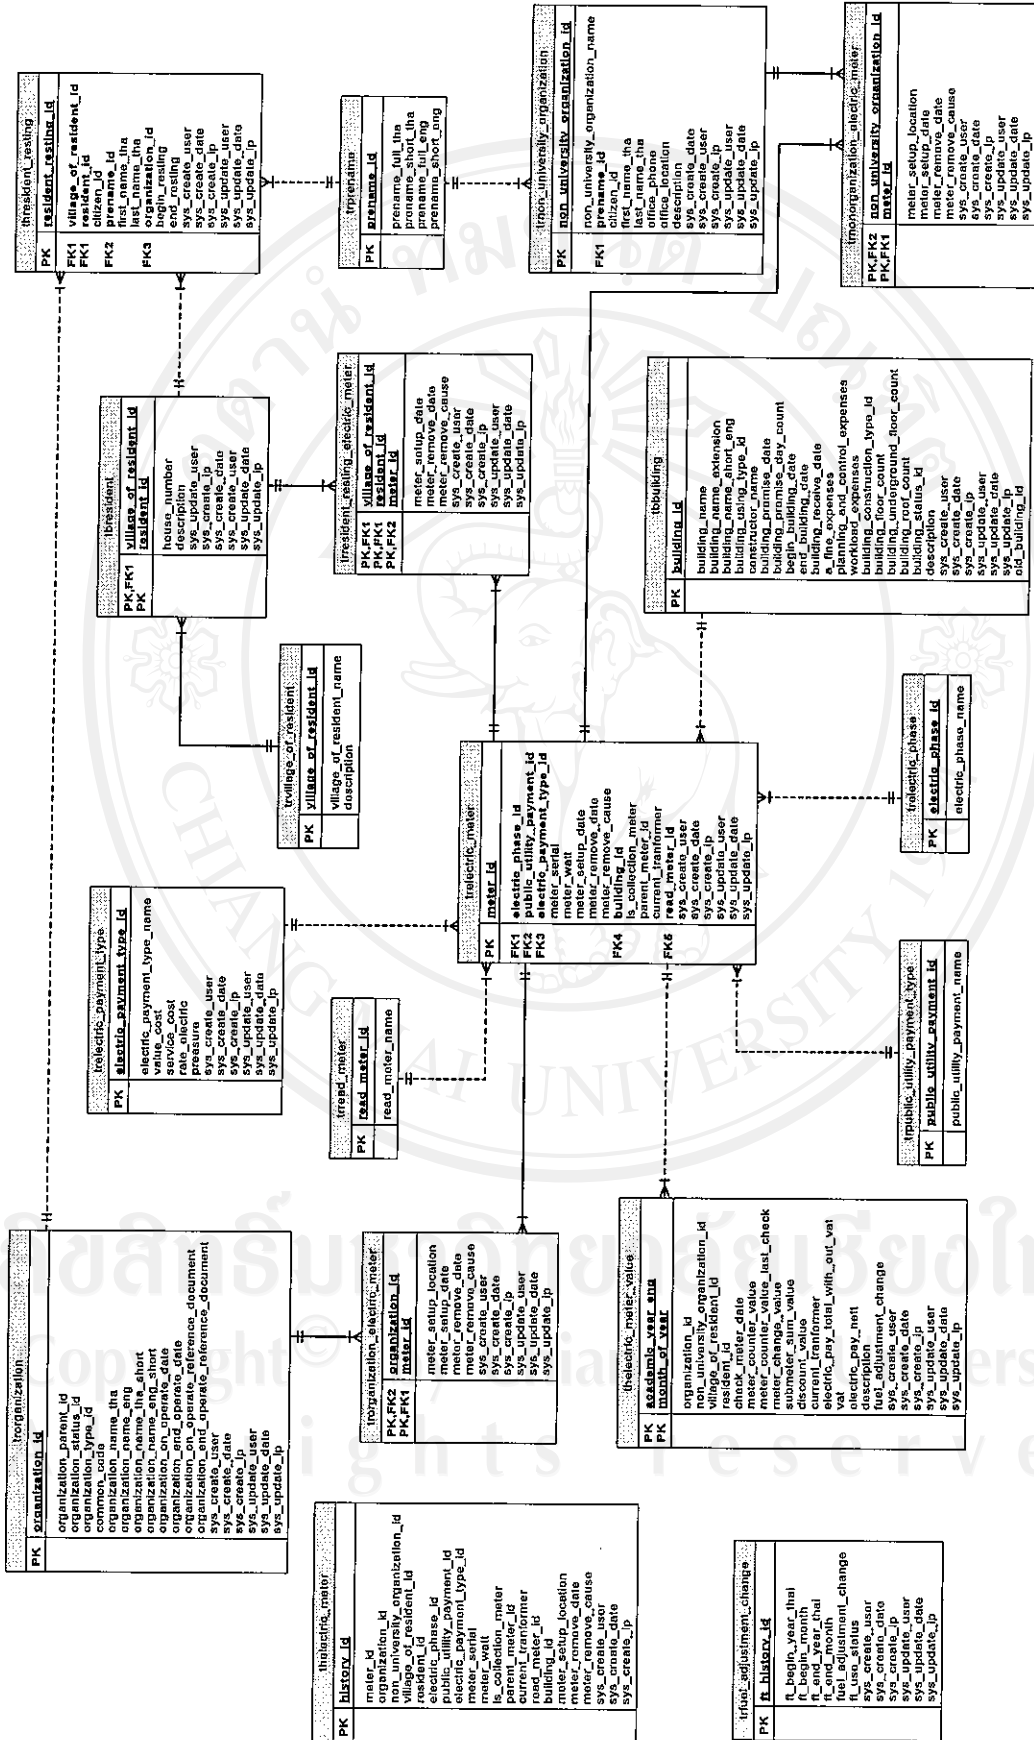 trorganization
PK organization_id
organization_parent_id
organization_status_id
organization_type_id
common_code
organization_name_tha
organization_name_eng
organization_name_tha_short
organization_name_eng_short
organization_on_operate_date
organization_end_operate_date
organization_on_operate_reference_document
organization_end_operate_reference_document
sys_create_user
sys_create_date
sys_create_ip
sys_update_user
sys_update_date
sys_update_ip
trelectric_payment_type
PK electric_payment_type_id
electric_payment_type_name
value_cost
service_cost
rate_electric
preasure
sys_create_user
sys_create_date
sys_create_ip
sys_update_user
sys_update_date
sys_update_ip
tbresident
PK,FK1 village_of_resident_id
PK resident_id
house_number
description
sys_update_user
sys_create_ip
sys_create_date
sys_create_user
sys_update_date
sys_update_ip
thresident_resting
PK resident_resting_id
FK1 village_of_resident_id
FK1 resident_id
citizen_id
FK2 prename_id
first_name_tha
last_name_tha
FK3 organization_id
begin_resting
end_resting
sys_create_user
sys_create_date
sys_create_ip
sys_update_user
sys_update_date
sys_update_ip
trvillage_of_resident
PK village_of_resident_id
village_of_resident_name
description
thelectric_meter
PK history_id
meter_id
organization_id
non_university_organization_id
village_of_resident_id
resident_id
electric_phase_id
public_utility_payment_id
electric_payment_type_id
meter_serial
meter_watt
is_collection_meter
parent_meter_id
current_tranformer
read_meter_id
building_id
meter_setup_location
meter_setup_date
meter_remove_date
meter_remove_cause
sys_create_user
sys_create_date
sys_create_ip
trorganization_electric_meter
PK,FK2 organization_id
PK,FK1 meter_id
meter_setup_location
meter_setup_date
meter_remove_date
meter_remove_cause
sys_create_user
sys_create_date
sys_create_ip
sys_update_user
sys_update_date
sys_update_ip
trread_meter
PK read_meter_id
read_meter_name
trresident_resting_electric_meter
PK,FK1 village_of_resident_id
PK,FK1 resident_id
PK,FK2 meter_id
meter_setup_date
meter_remove_date
meter_remove_cause
sys_create_user
sys_create_date
sys_create_ip
sys_update_user
sys_update_date
sys_update_ip
trprename
PK prename_id
prename_full_tha
prename_short_tha
prename_full_eng
prename_short_eng
trelectric_meter
PK meter_id
FK1 electric_phase_id
FK2 public_utility_payment_id
FK3 electric_payment_type_id
meter_serial
meter_watt
meter_setup_date
meter_remove_date
meter_remove_cause
FK4 building_id
is_collection_meter
parent_meter_id
current_tranformer
FK5 read_meter_id
sys_create_user
sys_create_date
sys_create_ip
sys_update_user
sys_update_date
sys_update_ip
trnon_university_organization
PK non_university_organization_id
non_university_organization_name
FK1 prename_id
citizen_id
first_name_tha
last_name_tha
office_phone
office_location
description
sys_create_date
sys_create_user
sys_create_ip
sys_update_user
sys_update_date
sys_update_ip
thelectric_meter_value
PK academic_year_eng
PK month_of_year
organization_id
non_university_organization_id
village_of_resident_id
resident_id
check_meter_date
meter_counter_value
meter_counter_value_last_check
meter_change_value
submeter_sum_value
discount_value
current_tranformer
electric_pay_total_with_out_vat
vat
electric_pay_nett
description
fuel_adjustment_change
sys_create_user
sys_create_date
sys_create_ip
sys_update_user
sys_update_date
sys_update_ip
tbbuilding
PK building_id
building_name
building_name_extension
building_name_short_eng
building_using_type_id
constructor_name
building_promise_date
building_promise_day_count
begin_building_date
end_building_date
building_receive_date
a_fine_expenses
planning_and_control_expenses
worked_expenses
building_construction_type_id
building_floor_count
building_underground_floor_count
building_roof_count
building_status_id
description
sys_create_user
sys_create_date
sys_create_ip
sys_update_user
sys_update_date
sys_update_ip
old_building_id
trfuel_adjustment_change
PK ft_history_id
ft_begin_year_thai
ft_begin_month
ft_end_year_thai
ft_end_month
fuel_adjustment_change
ft_use_status
sys_create_user
sys_create_date
sys_create_ip
sys_update_user
sys_update_date
sys_update_ip
trpublic_utility_payment_type
PK public_utility_payment_id
public_utility_payment_name
trelectric_phase
PK electric_phase_id
electric_phase_name
trnonorganization_electric_meter
PK,FK2 non_university_organization_id
PK,FK1 meter_id
meter_setup_location
meter_setup_date
meter_remove_date
meter_remove_cause
sys_create_user
sys_create_date
sys_create_ip
sys_update_user
sys_update_date
sys_update_ip